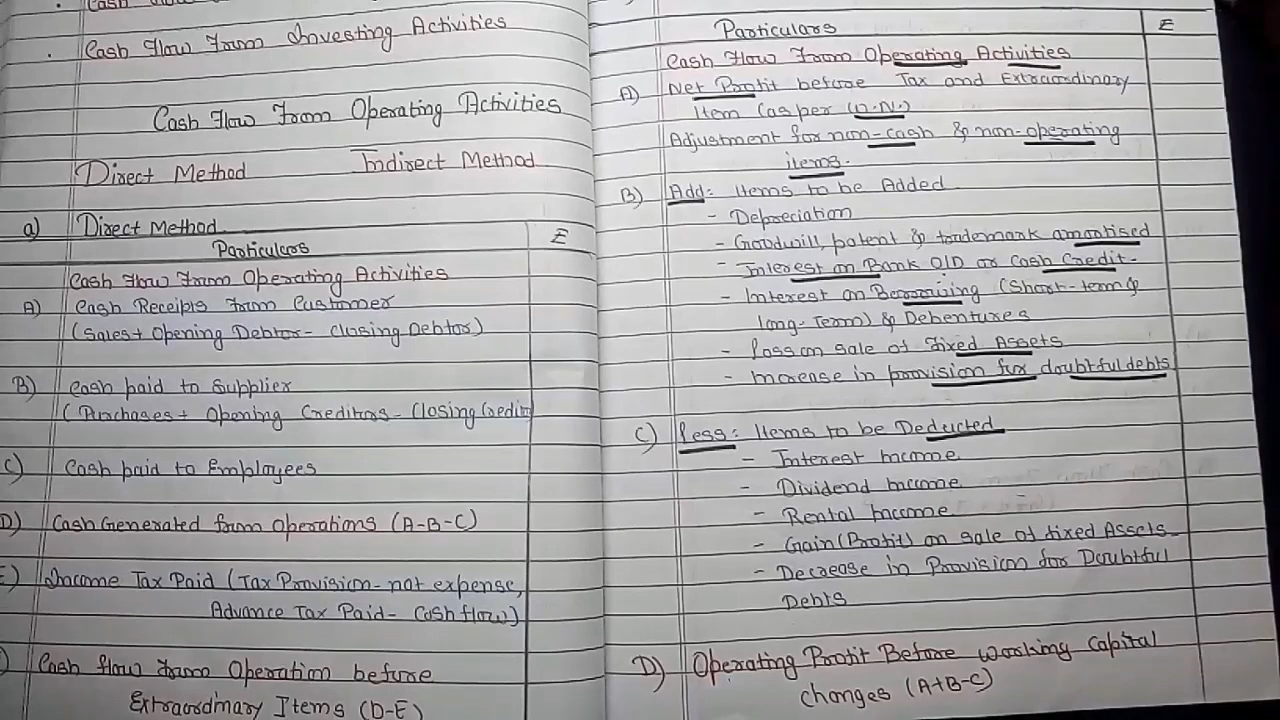 Cash flow
Cash Flow From Investing Activities
Cash Flow From Operating Activities
Direct Method Indirect Method
a) Direct Method
Particulars ₹
Cash Flow From Operating Activities
A) Cash Receipts From Customer
(Sales + Opening Debtor - Closing Debtor)
B) Cash paid to Supplier
(Purchases + Opening Creditors - Closing Credito
C) Cash paid to Employees
D) Cash Generated from Operations (A-B-C)
E) Income Tax Paid (Tax Provision - not expense,
Advance Tax Paid - Cash flow)
) Cash flow from Operation before
Extraordinary Items (D-E)
Particulars ₹
Cash Flow From Operating Activities
A) Net Profit before Tax and Extraordinary
Item (as per W.N.)
Adjustment for non-cash & non-operating
items.
B) Add: Items to be Added
- Depreciation
- Goodwill, patent & trademark amortised
- Interest on Bank O/D or Cash Credit-
- Interest on Borrowing (Short-term &
long-Term) & Debentures
- Loss on sale of Fixed Assets
- Increase in provision for doubtful debts
C) Less: Items to be Deducted
- Interest Income
- Dividend Income
- Rental Income
- Gain (Profit) on sale of fixed Assets
- Decrease in Provision for Doubtful
Debts
D) Operating Profit Before Working Capital
changes (A+B-C)